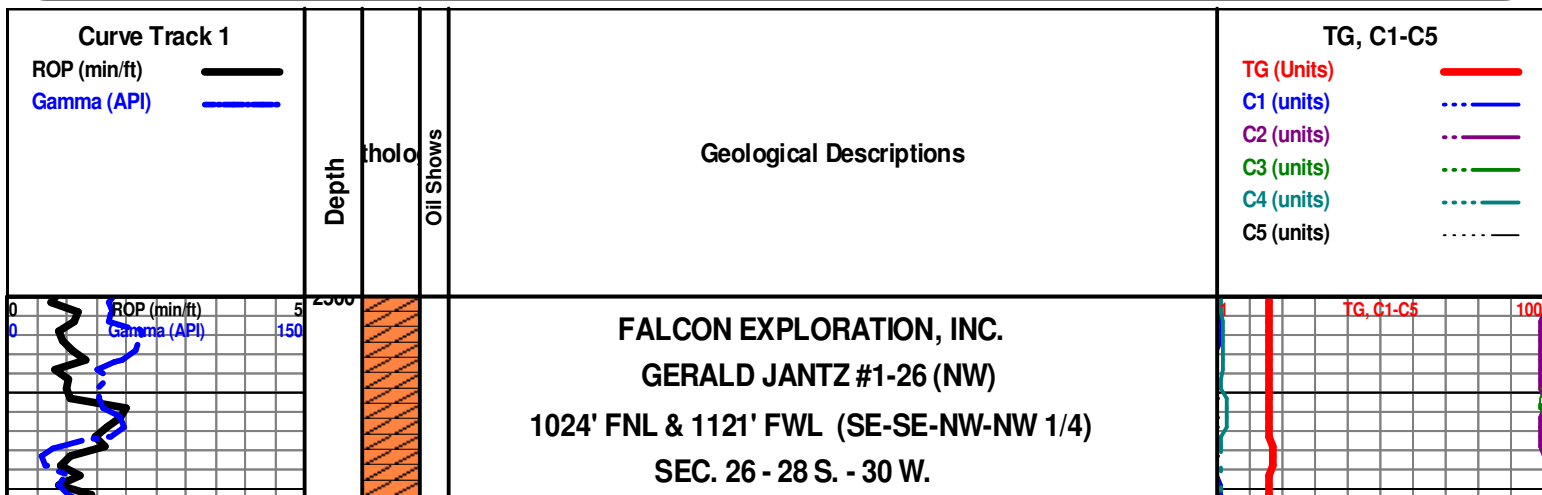 Curve Track 1
ROP (min/ft)
Gamma (API)
Depth
tholo
Oil Shows
Geological Descriptions
TG, C1-C5
TG (Units)
C1 (units)
C2 (units)
C3 (units)
C4 (units)
C5 (units)
0 ROP (min/ft) 5
0 Gamma (API) 150
2500
1 TG, C1-C5 100
FALCON EXPLORATION, INC.
GERALD JANTZ #1-26 (NW)
1024' FNL & 1121' FWL (SE-SE-NW-NW 1/4)
SEC. 26 - 28 S. - 30 W.